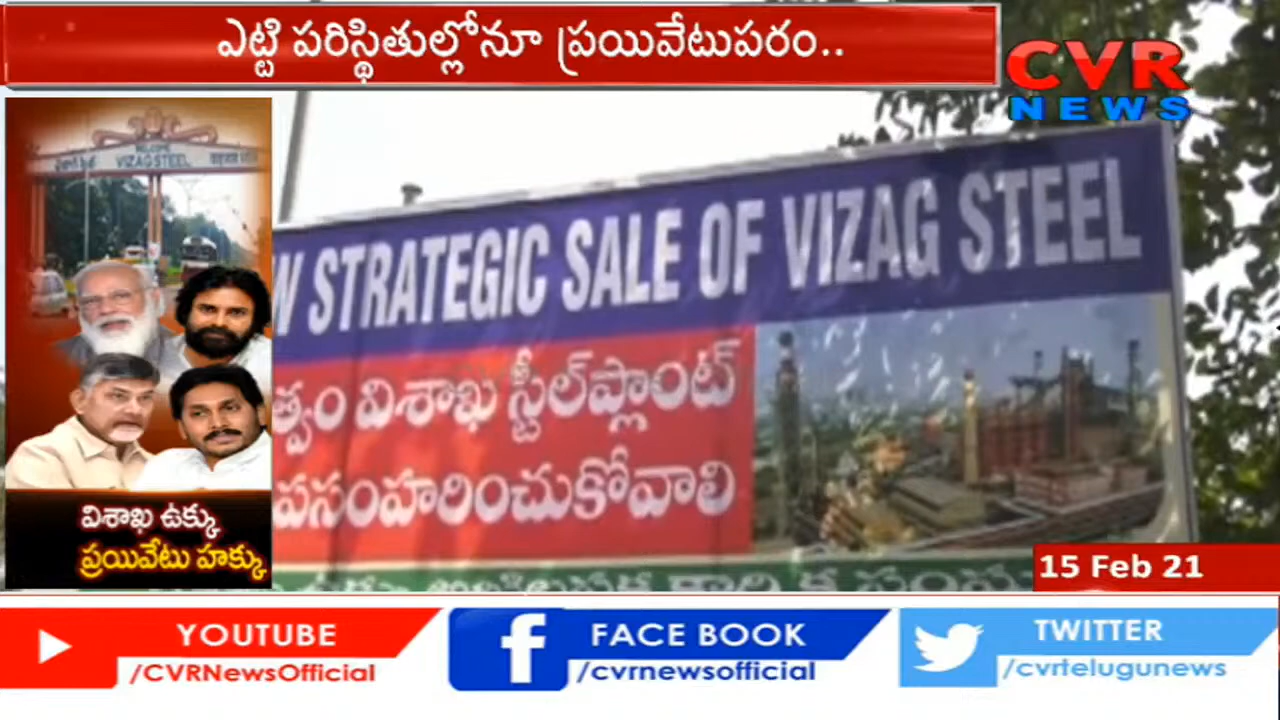 ఎట్టి పరిస్థితుల్లోనూ ప్రయివేటుపరం..
CVR
NEWS
WELCOME
VIZAG STEEL
W STRATEGIC SALE OF VIZAG STEEL
త్వం విశాఖ స్టీల్‌ప్లాంట్
పసంహరించుకోవాలి
విశాఖ ఉక్కు
ప్రయివేటు హక్కు
15 Feb 21
YOUTUBE
/CVRNewsOfficial
FACE BOOK
/cvrnewsofficial
TWITTER
/cvrtelugunews